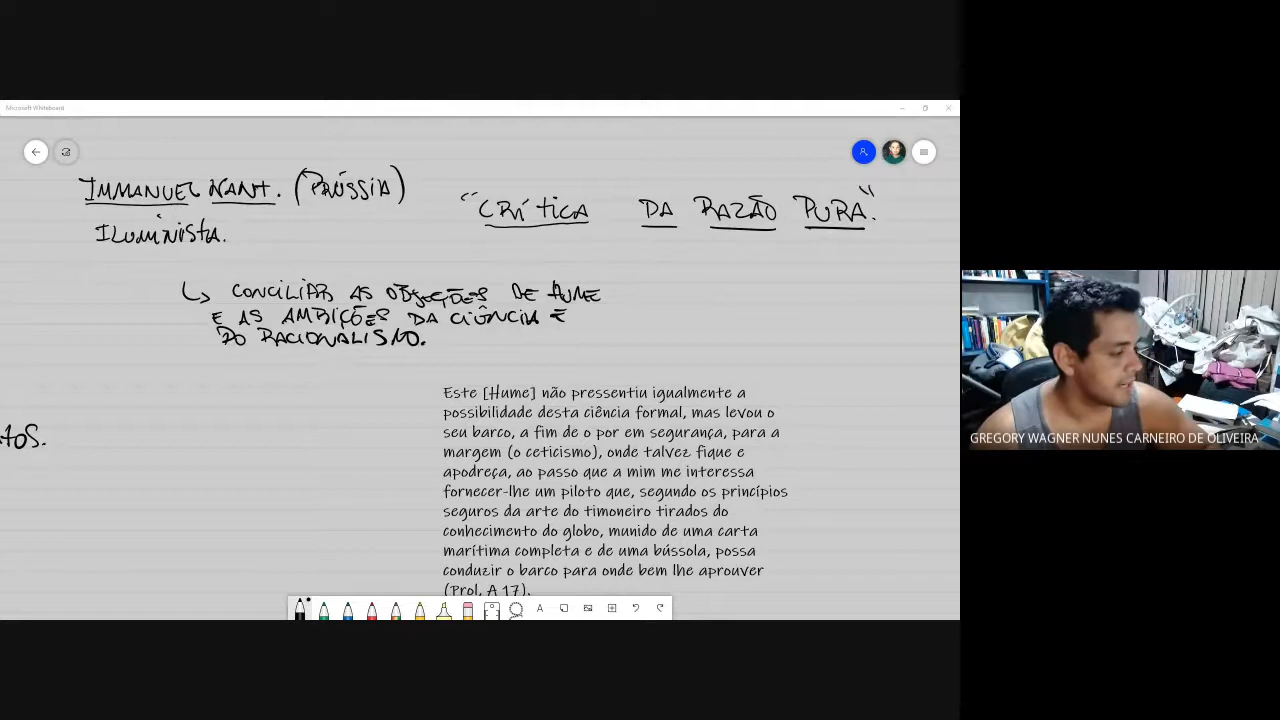 Microsoft Whiteboard
IMMANUEL KANT. (PRÚSSIA)
ILUMINISTA.
"CRÍTICA DA RAZÃO PURA".
↳ CONCILIAR AS OBJEÇÕES DE HUME
E AS AMBIÇÕES DA CIÊNCIA E
DO RACIONALISMO.
Este [Hume] não pressentiu igualmente a
possibilidade desta ciência formal, mas levou o
seu barco, a fim de o por em segurança, para a
margem (o ceticismo), onde talvez fique e
apodreça, ao passo que a mim me interessa
fornecer-lhe um piloto que, segundo os princípios
seguros da arte do timoneiro tirados do
conhecimento do globo, munido de uma carta
marítima completa e de uma bússola, possa
conduzir o barco para onde bem lhe aprouver
(Prol, A 17).
TOS.
A
GREGORY WAGNER NUNES CARNEIRO DE OLIVEIRA